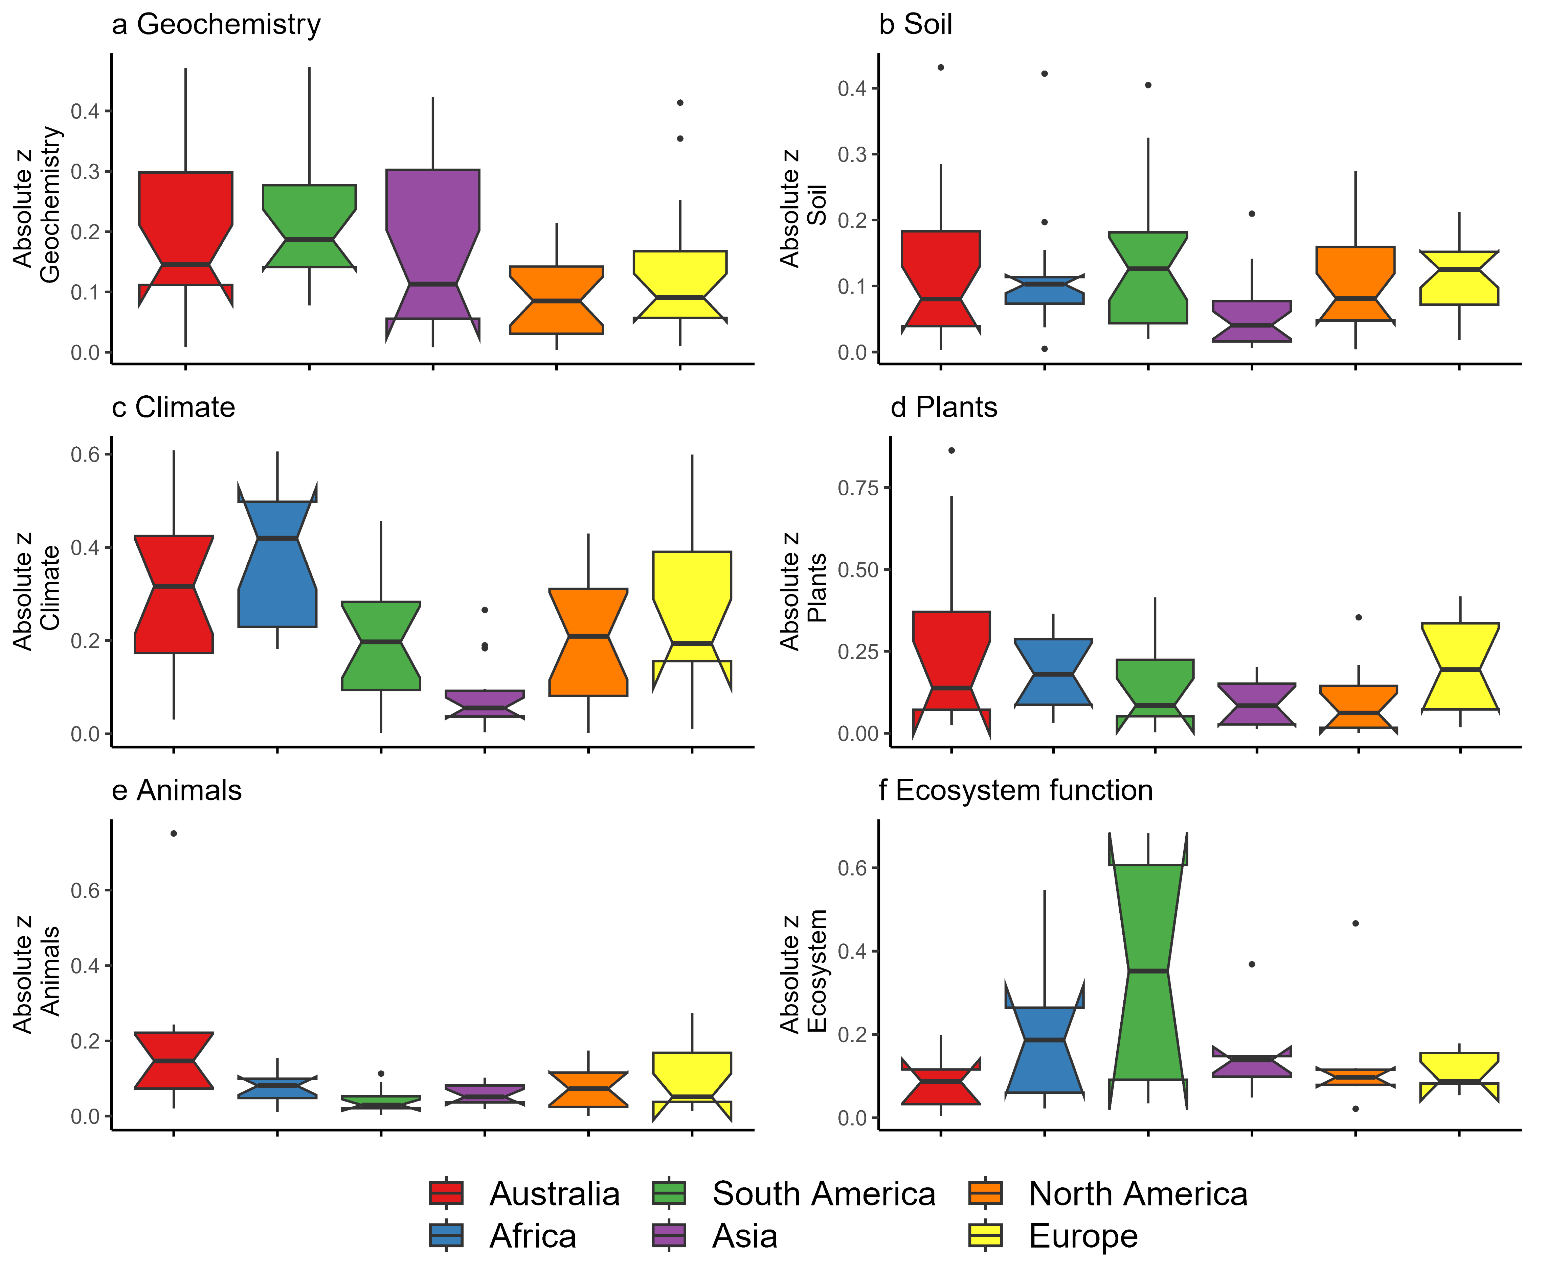 a Geochemistry
Absolute z
Geochemistry
0.4
0.3
0.2
0.1
0.0
b Soil
Absolute z
Soil
0.4
0.3
0.2
0.1
0.0
c Climate
Absolute z
Climate
0.6
0.4
0.2
0.0
d Plants
Absolute z
Plants
0.75
0.50
0.25
0.00
e Animals
Absolute z
Animals
0.6
0.4
0.2
0.0
f Ecosystem function
Absolute z
Ecosystem
0.6
0.4
0.2
0.0
Australia South America North America
Africa Asia Europe